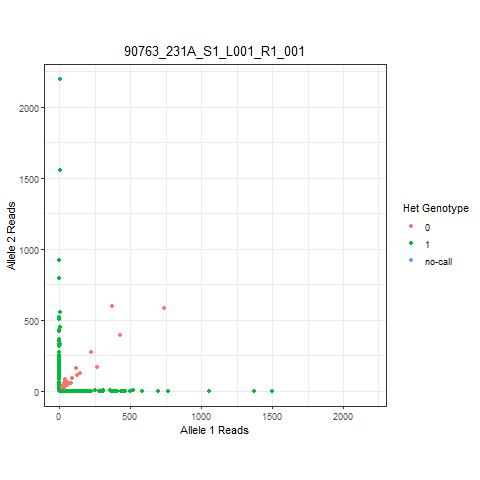 90763_231A_S1_L001_R1_001
Allele 2 Reads
2000
1500
1000
500
0
0
500
1000
1500
2000
Allele 1 Reads
Het Genotype
0
1
no-call